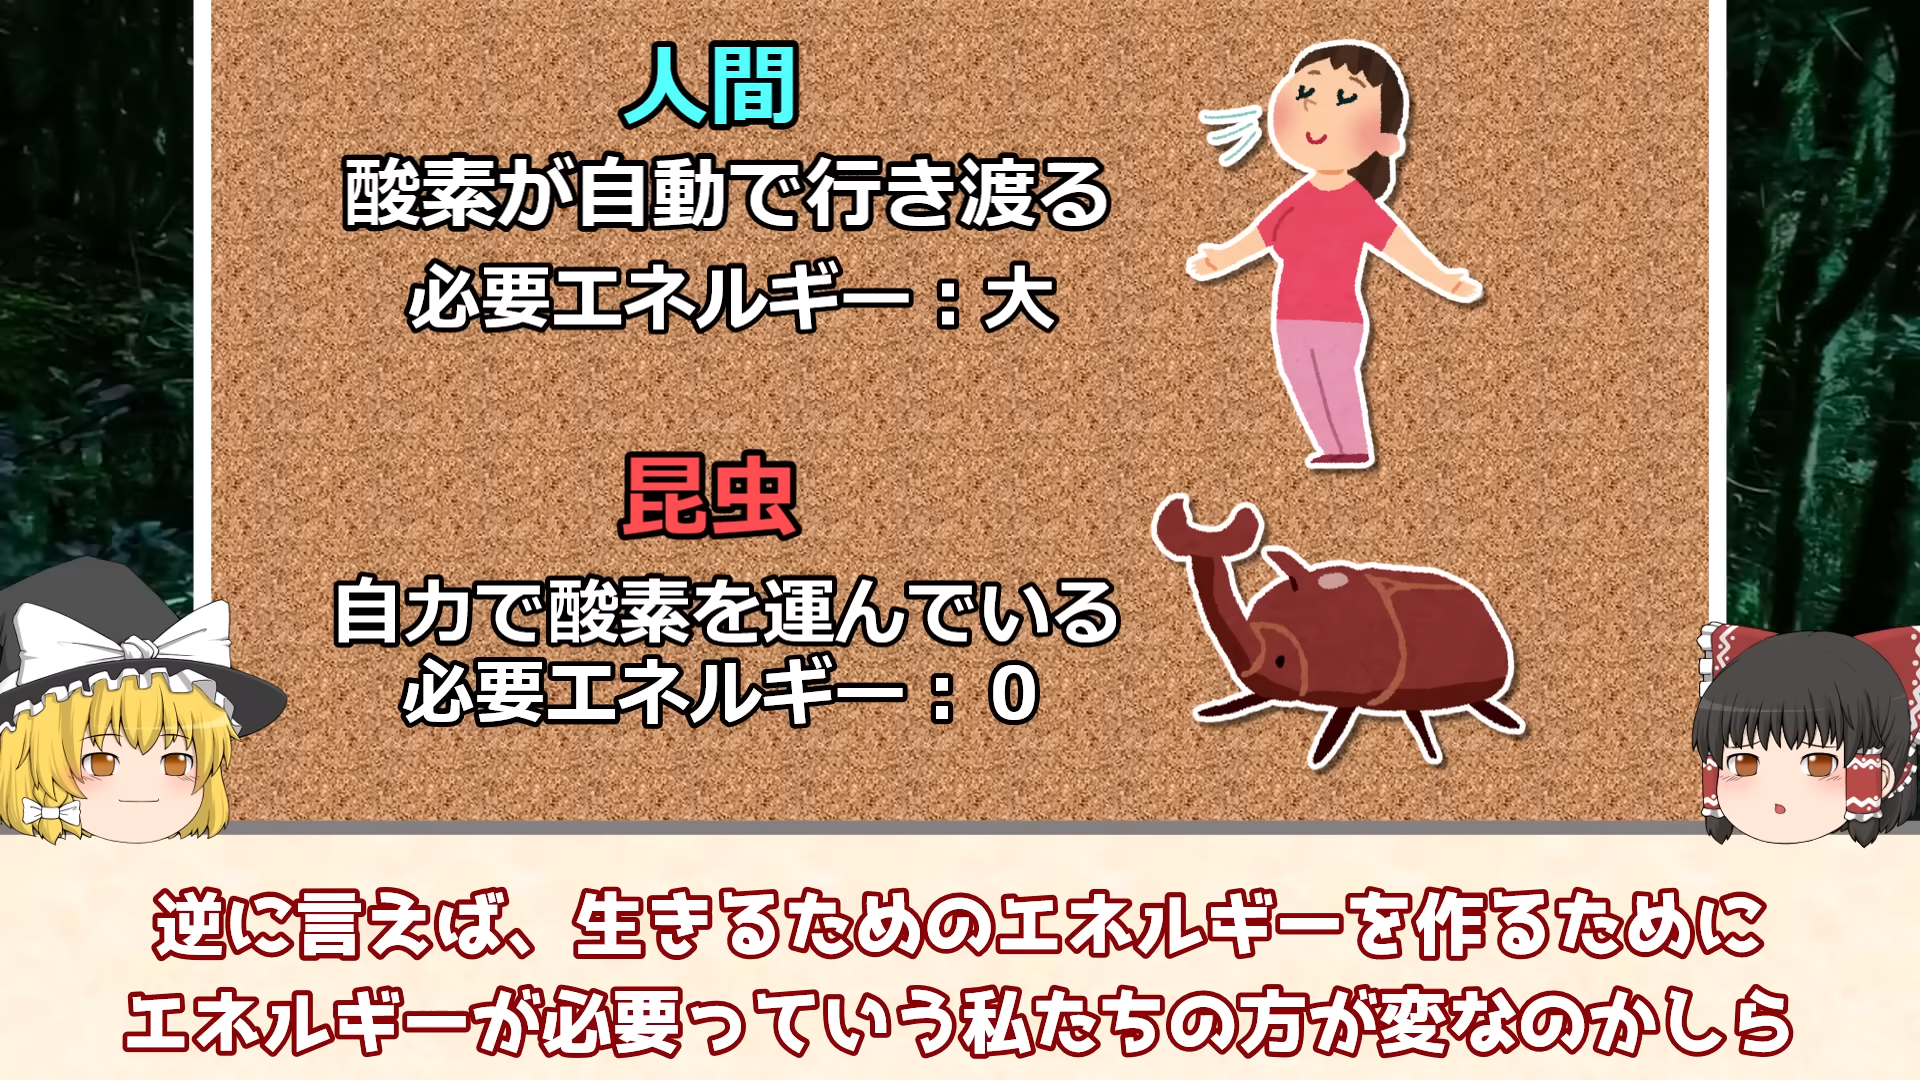 人間
酸素が自動で行き渡る
必要エネルギー：大
昆虫
自力で酸素を運んでいる
必要エネルギー：0
逆に言えば、生きるためのエネルギーを作るために
エネルギーが必要っていう私たちの方が変なのかしら